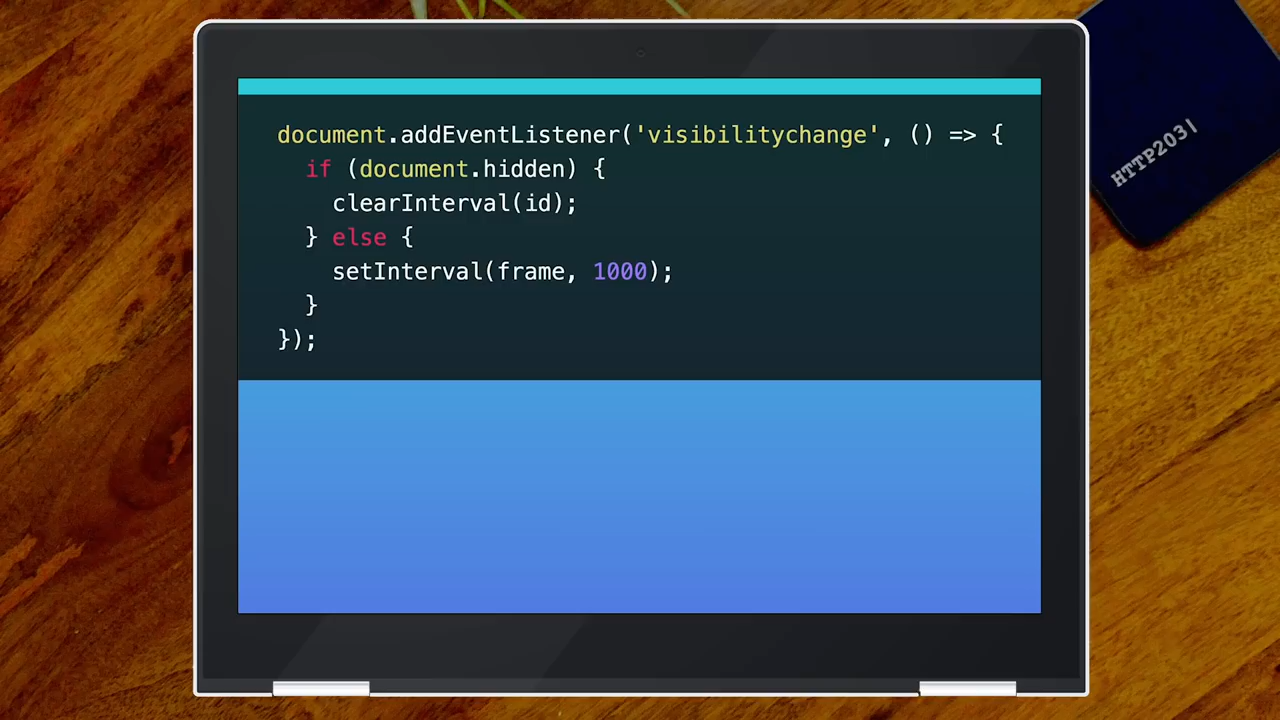 document.addEventListener('visibilitychange', () => {
  if (document.hidden) {
    clearInterval(id);
  } else {
    setInterval(frame, 1000);
  }
});
HTTP203|